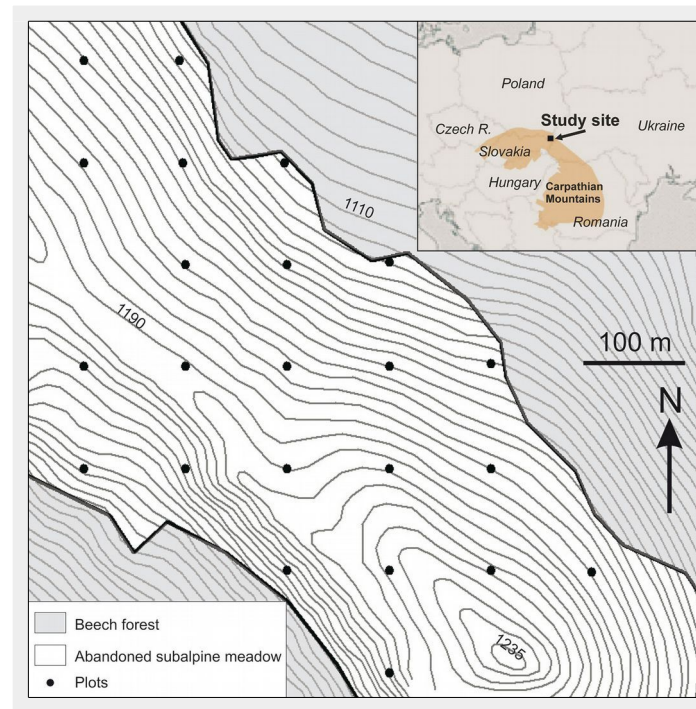 Poland
Study site
Czech R.
Ukraine
Slovakia
Hungary
Carpathian
Mountains
Romania
1110
1190
100 m
N
1235
Beech forest
Abandoned subalpine meadow
Plots